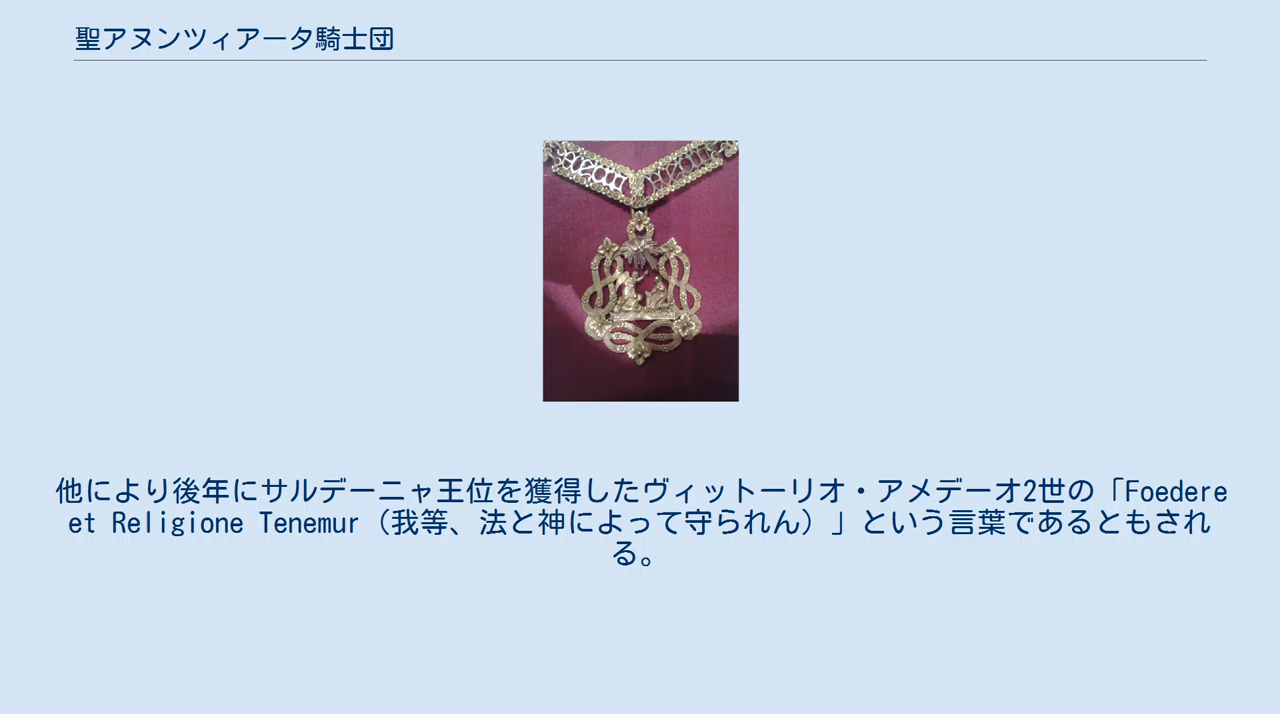 聖アヌンツィアータ騎士団
他により後年にサルデーニャ王位を獲得したヴィットーリオ・アメデーオ2世の「Foedere
et Religione Tenemur（我等、法と神によって守られん）」という言葉であるともされ
る。